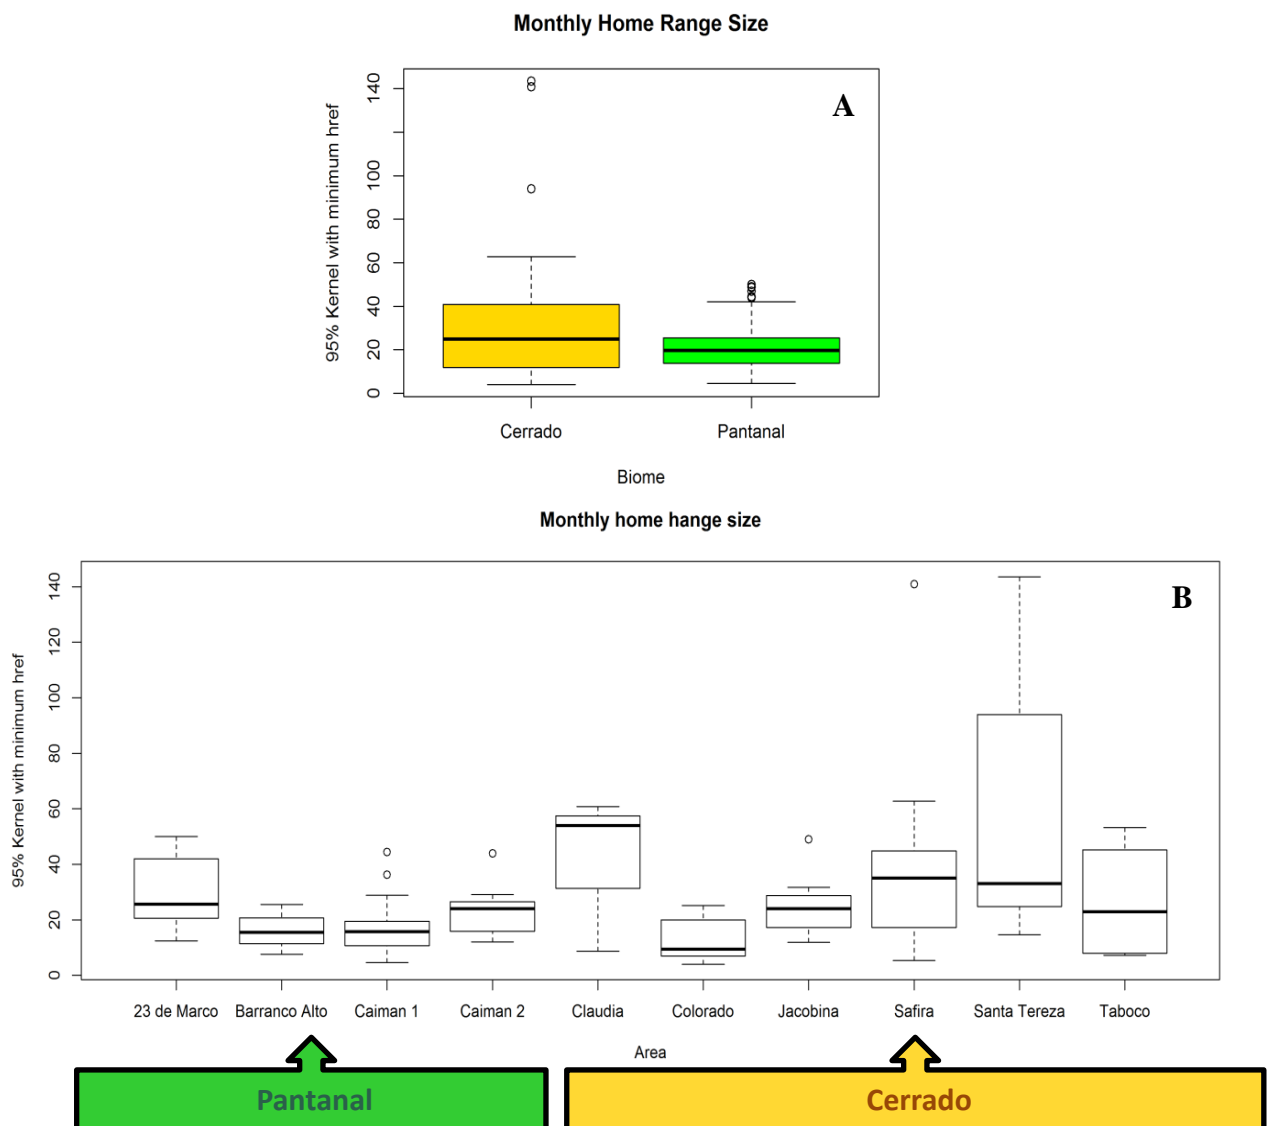 Monthly Home Range Size
A
95% Kernel with minimum href
140
100
80
60
40
20
0
Cerrado Pantanal
Biome
Monthly home hange size
B
95% Kernel with minimum href
140
120
100
80
60
40
20
0
23 de Marco Barranco Alto Caiman 1 Caiman 2 Claudia Colorado Jacobina Safira Santa Tereza Taboco
Area
Pantanal Cerrado